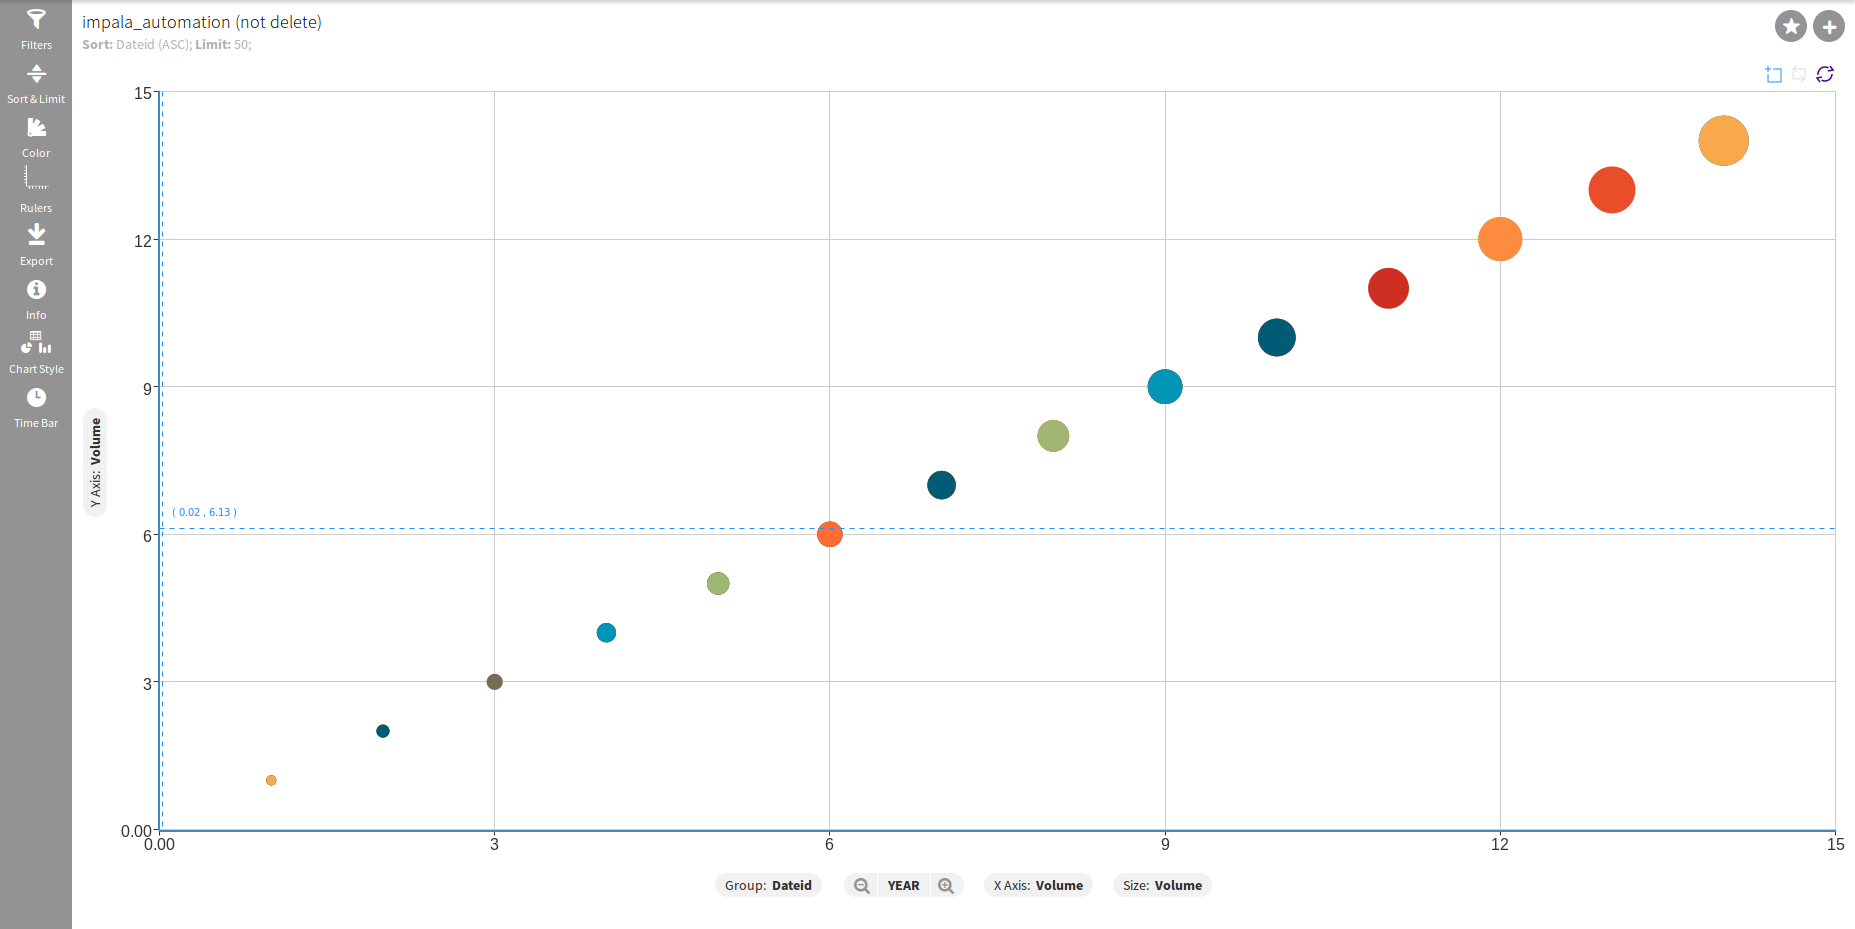 impala_automation (not delete)
Sort: Dateid (ASC); Limit: 50;
Filters
Sort & Limit
Color
Rulers
Export
Info
Chart Style
Time Bar
Y Axis: Volume
15
12
9
6
3
0.00
( 0.02 , 6.13 )
0.00 3 6 9 12 15
Group: Dateid YEAR X Axis: Volume Size: Volume